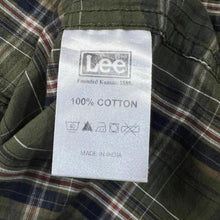 Lee
Founded Kansas, 1889
100% COTTON
MADE IN INDIA